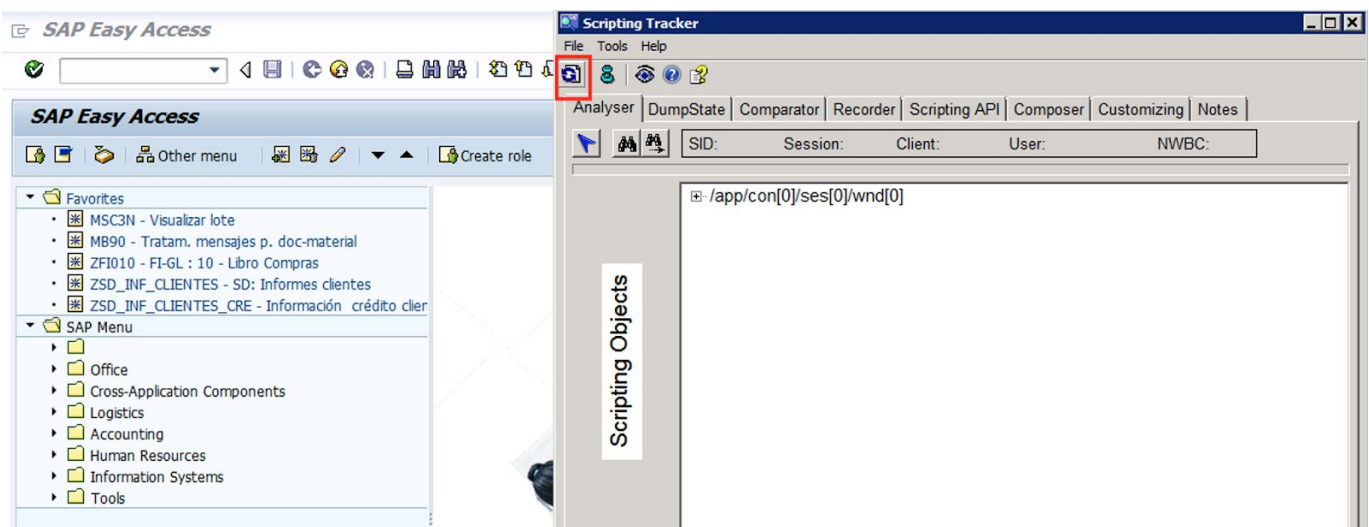 SAP Easy Access
SAP Easy Access
Other menu
Create role
Favorites
MSC3N - Visualizar lote
MB90 - Tratam. mensajes p. doc-material
ZFI010 - FI-GL : 10 - Libro Compras
ZSD_INF_CLIENTES - SD: Informes clientes
ZSD_INF_CLIENTES_CRE - Información crédito clier
SAP Menu
Office
Cross-Application Components
Logistics
Accounting
Human Resources
Information Systems
Tools
Scripting Tracker
File Tools Help
Analyser DumpState Comparator Recorder Scripting API Composer Customizing Notes
SID: Session: Client: User: NWBC:
/app/con[0]/ses[0]/wnd[0]
Scripting Objects